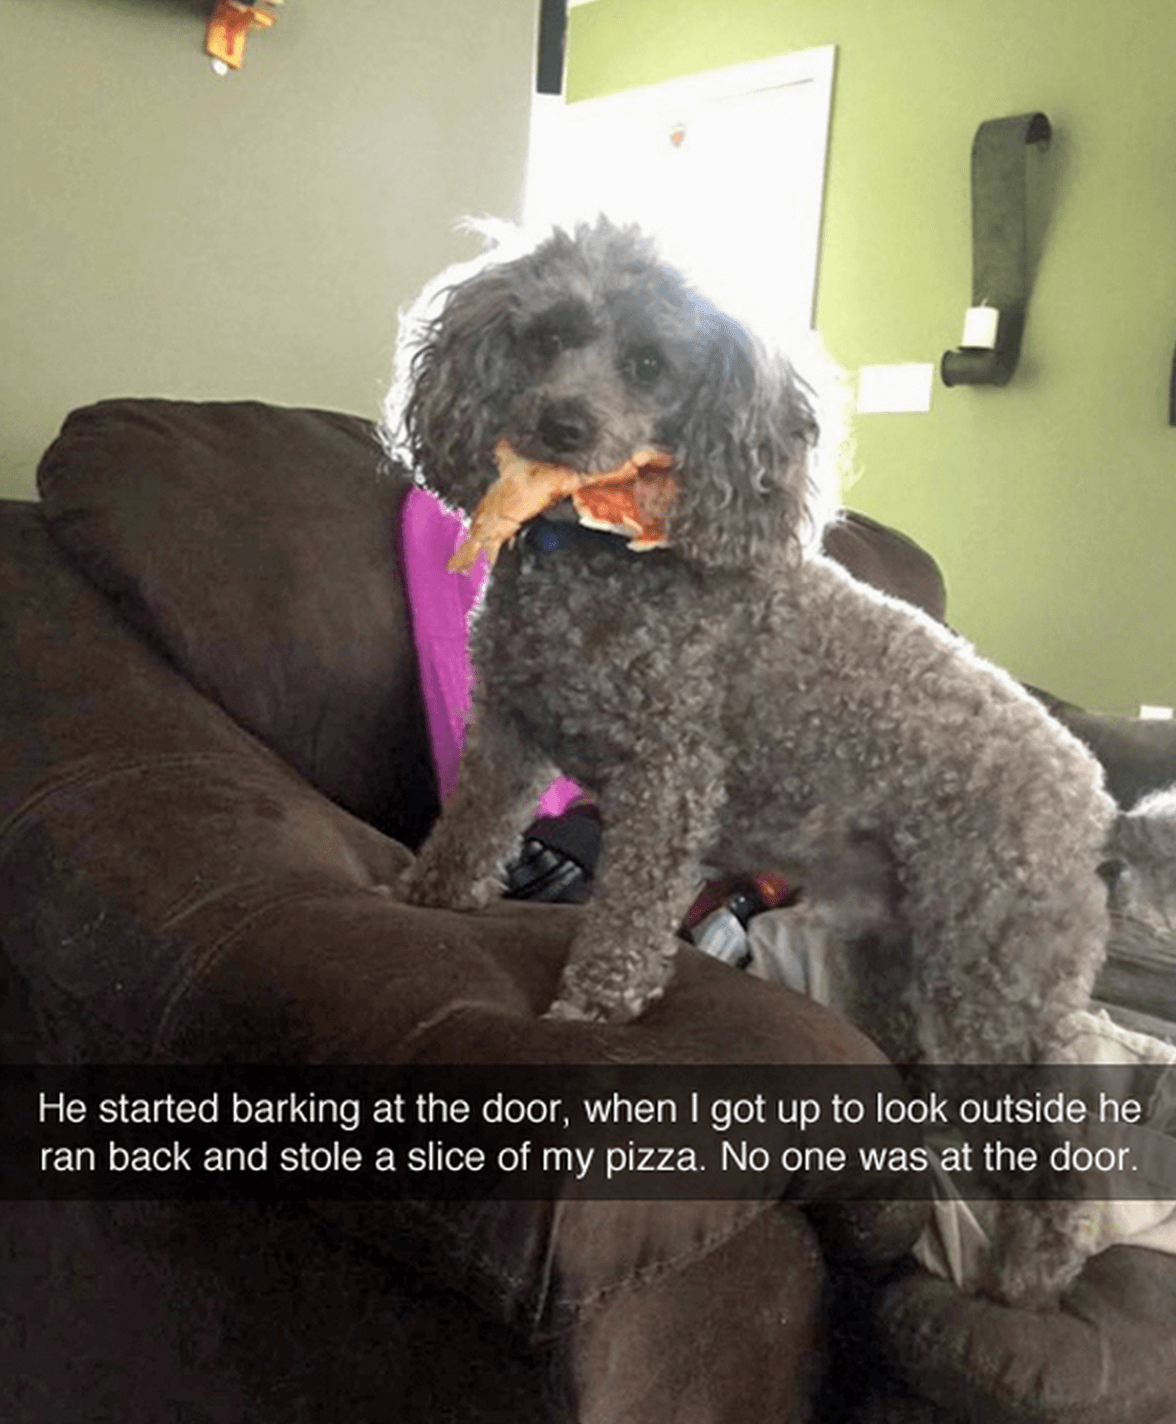 He started barking at the door, when I got up to look outside he
ran back and stole a slice of my pizza. No one was at the door.